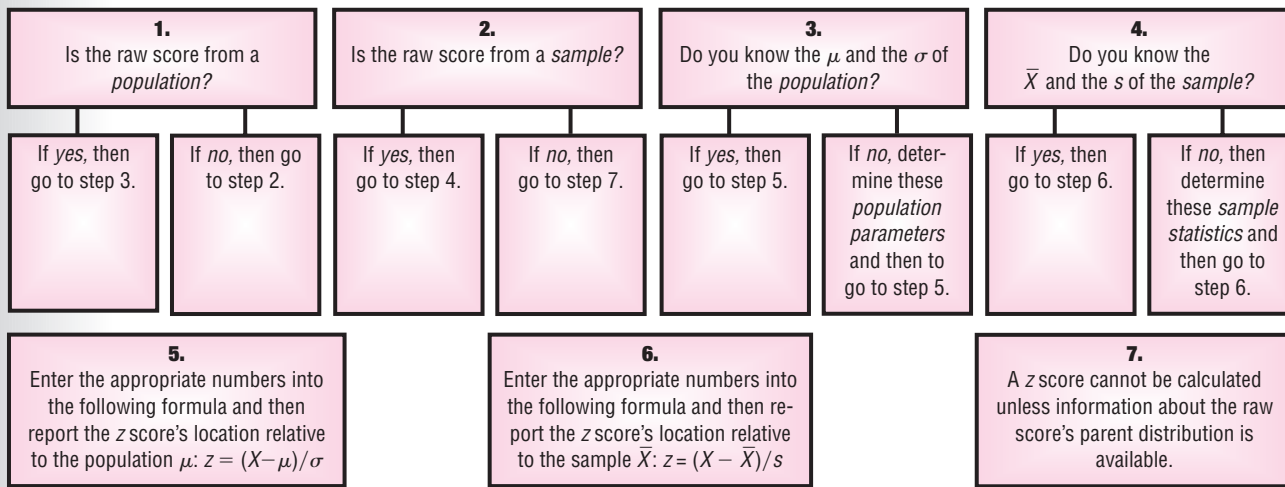 1.
Is the raw score from a
population?
If yes, then
go to step 3.
If no, then go
to step 2.
2.
Is the raw score from a sample?
If yes, then
go to step 4.
If no, then
go to step 7.
3.
Do you know the μ and the σ of
the population?
If yes, then
go to step 5.
If no, deter-
mine these
population
parameters
and then to
go to step 5.
4.
Do you know the
X̄ and the s of the sample?
If yes, then
go to step 6.
If no, then
determine
these sample
statistics and
then go to
step 6.
5.
Enter the appropriate numbers into
the following formula and then
report the z score’s location relative
to the population μ: z = (X–μ)/σ
6.
Enter the appropriate numbers into
the following formula and then re-
port the z score’s location relative
to the sample X̄: z = (X – X̄)/s
7.
A z score cannot be calculated
unless information about the raw
score’s parent distribution is
available.